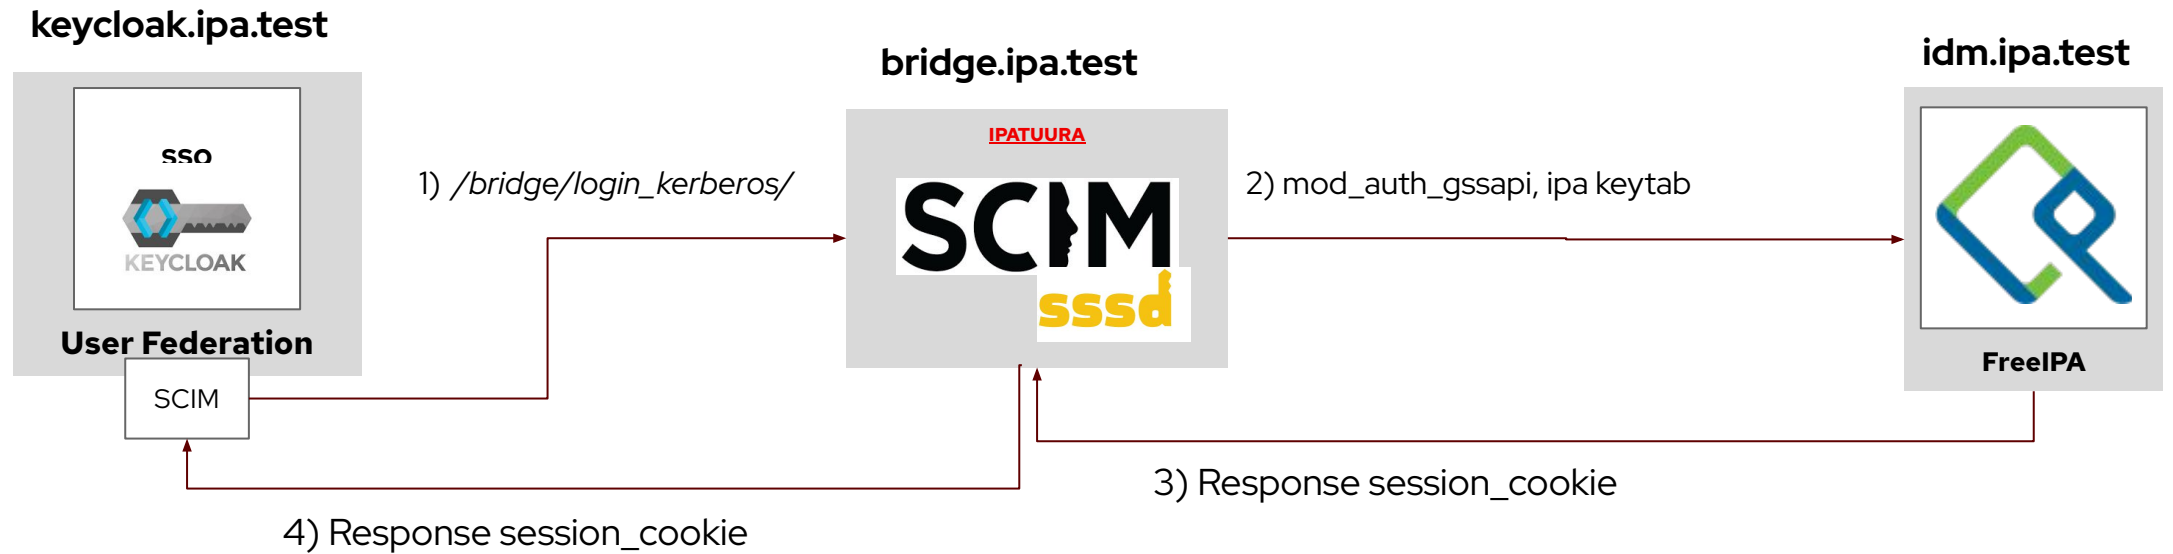 keycloak.ipa.test
sso
KEYCLOAK
User Federation
SCIM
1) /bridge/login_kerberos/
bridge.ipa.test
IPATUURA
SCIM
sssd
2) mod_auth_gssapi, ipa keytab
idm.ipa.test
FreeIPA
3) Response session_cookie
4) Response session_cookie